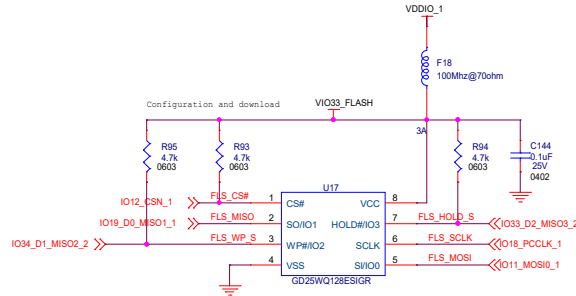 VDDIO_1
F18
100Mhz@70ohm
Configuration and download
VIO33_FLASH
3A
R95
4.7k
0603
R93
4.7k
0603
R94
4.7k
0603
C144
0.1uF
25V
0402
U17
IO12_CSN_1
FLS_CS#
1
CS#
VCC
8
IO19_D0_MISO1_1
FLS_MISO
2
SO/IO1
HOLD#/IO3
7
FLS_HOLD_S
IO33_D2_MISO3_2
IO34_D1_MISO2_2
FLS_WP_S
3
WP#/IO2
SCLK
6
FLS_SCLK
IO18_PCCLK_1
4
VSS
SI/IO0
5
FLS_MOSI
IO11_MOSI0_1
GD25WQ128ESIGR